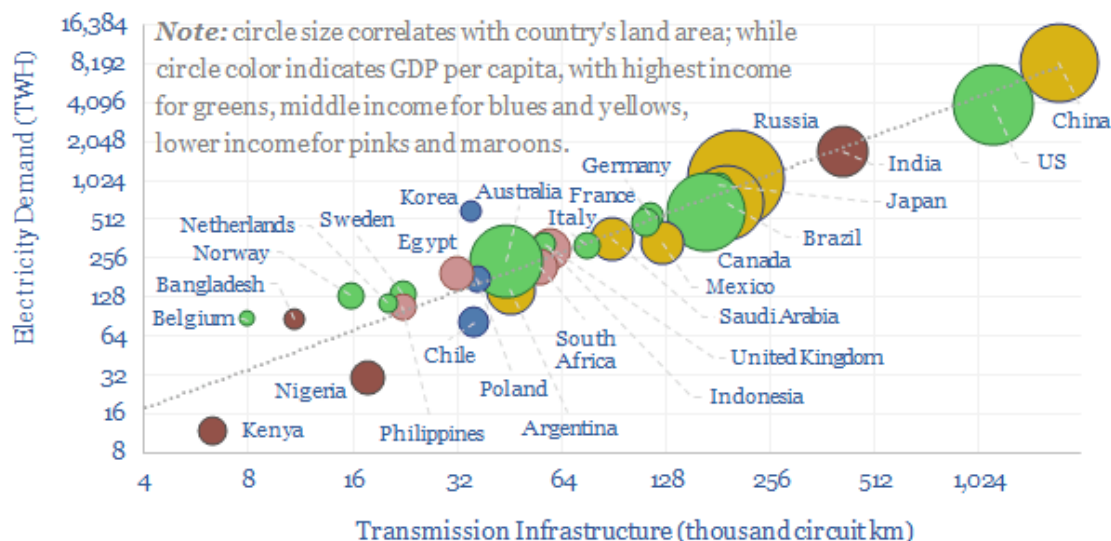 Note: circle size correlates with country's land area; while
circle color indicates GDP per capita, with highest income
for greens, middle income for blues and yellows,
lower income for pinks and maroons.
Electricity Demand (TWH)
16,384
8,192
4,096
2,048
1,024
512
256
128
64
32
16
8
Russia
China
India
US
Germany
Japan
Korea
Australia
France
Netherlands
Sweden
Italy
Brazil
Norway
Egypt
Canada
Bangladesh
Mexico
Belgium
Saudi Arabia
Chile
South
Africa
United Kingdom
Nigeria
Poland
Indonesia
Kenya
Philippines
Argentina
4
8
16
32
64
128
256
512
1,024
Transmission Infrastructure (thousand circuit km)